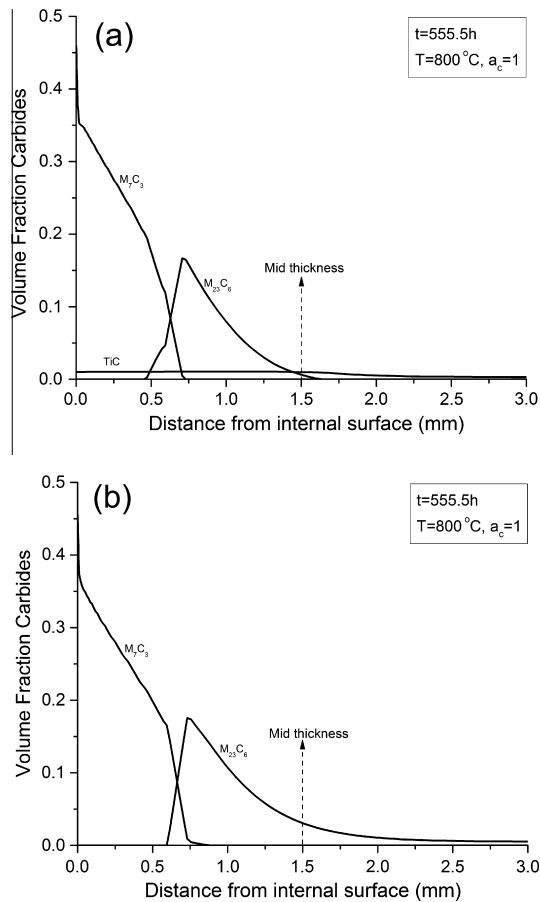 (a)
t=555.5h
T=800 °C, a_c=1
0.5
0.4
0.3
0.2
0.1
0.0
Volume Fraction Carbides
M₇C₃
M₂₃C₆
Mid thickness
TiC
0.0 0.5 1.0 1.5 2.0 2.5 3.0
Distance from internal surface (mm)
(b)
t=555.5h
T=800 °C, a_c=1
0.5
0.4
0.3
0.2
0.1
0.0
Volume Fraction Carbides
M₇C₃
M₂₃C₆
Mid thickness
0.0 0.5 1.0 1.5 2.0 2.5 3.0
Distance from internal surface (mm)